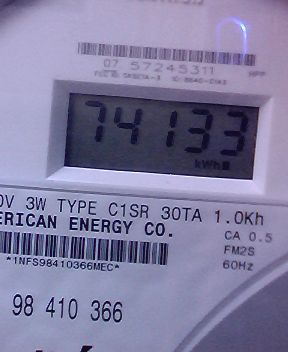 07 57245311
74133
kWh
0V 3W TYPE C1SR 30TA 1.0Kh
ERICAN ENERGY CO.
CA 0.5
FM2S
*1NFS98410366MEC*
60Hz
98 410 366